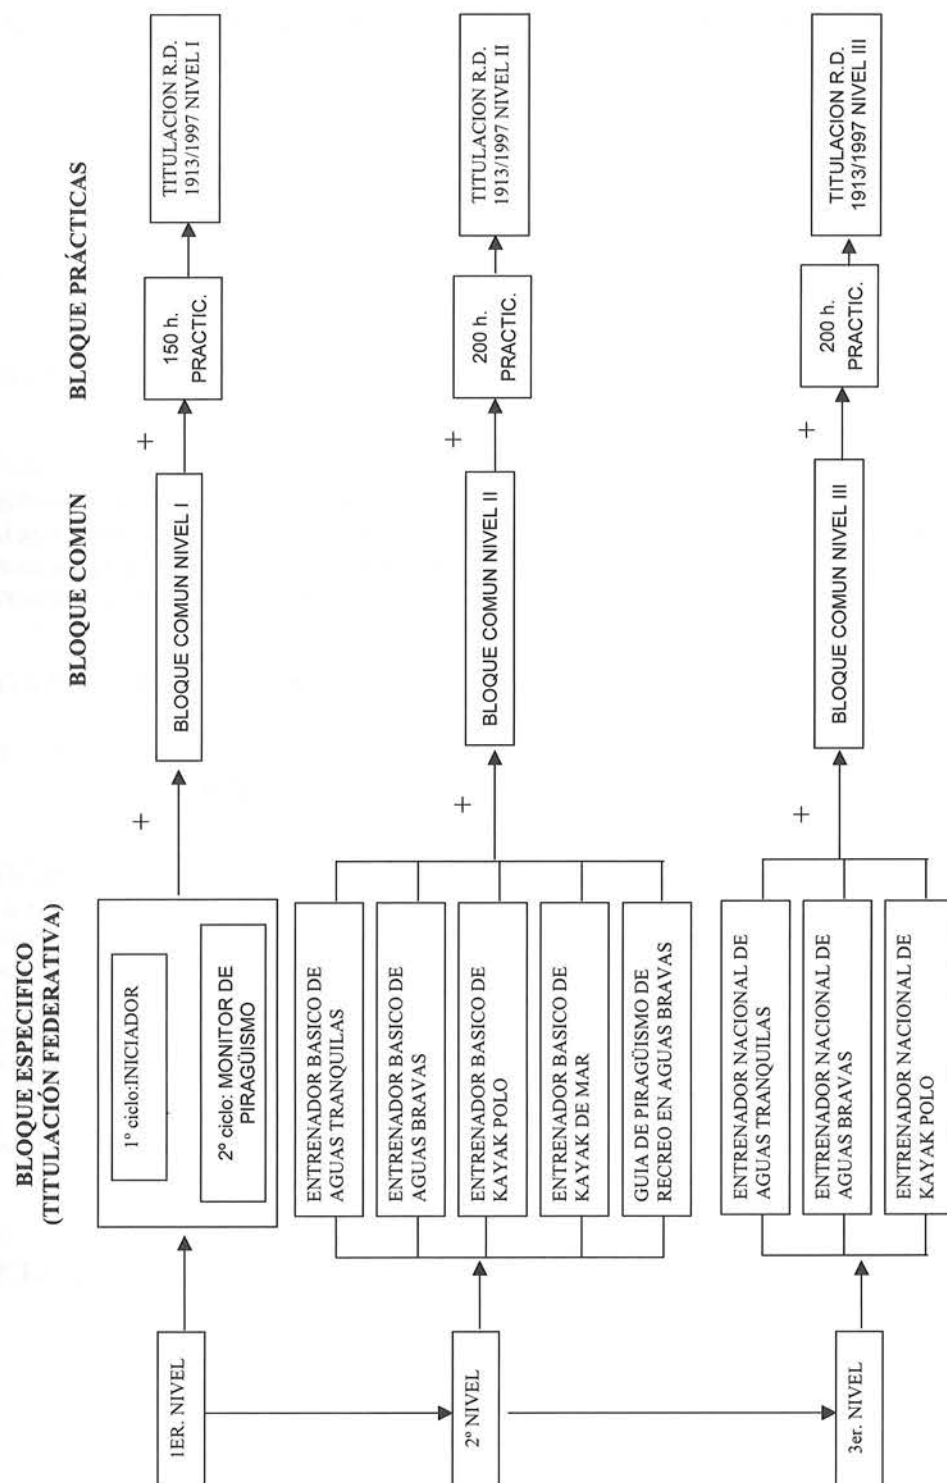 BLOQUE ESPECIFICO
(TITULACIÓN FEDERATIVA)
BLOQUE COMUN
BLOQUE PRÁCTICAS
1ER. NIVEL
1º ciclo:INICIADOR
2º ciclo: MONITOR DE
PIRAGÜISMO
+
BLOQUE COMUN NIVEL I
+
150 h.
PRACTIC.
TITULACION R.D.
1913/1997 NIVEL I
2º NIVEL
ENTRENADOR BASICO DE
AGUAS TRANQUILAS
ENTRENADOR BASICO DE
AGUAS BRAVAS
ENTRENADOR BASICO DE
KAYAK POLO
ENTRENADOR BASICO DE
KAYAK DE MAR
GUIA DE PIRAGÜISMO DE
RECREO EN AGUAS BRAVAS
+
BLOQUE COMUN NIVEL II
+
200 h.
PRACTIC.
TITULACION R.D.
1913/1997 NIVEL II
3er. NIVEL
ENTRENADOR NACIONAL DE
AGUAS TRANQUILAS
ENTRENADOR NACIONAL DE
AGUAS BRAVAS
ENTRENADOR NACIONAL DE
KAYAK POLO
+
BLOQUE COMUN NIVEL III
+
200 h.
PRACTIC.
TITULACION R.D.
1913/1997 NIVEL III